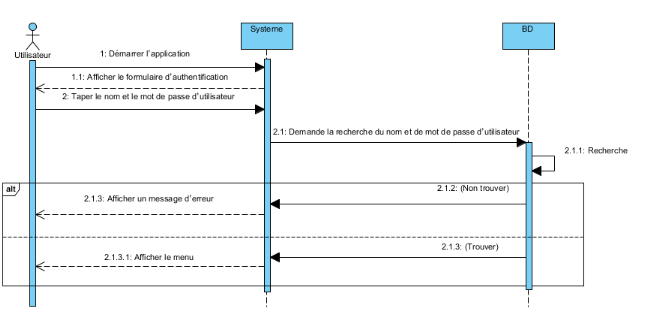 Systeme
BD
Utilisateur
1: Démarrer l'application
1.1: Afficher le formulaire d'authentification
2: Taper le nom et le mot de passe d'utilisateur
2.1: Demande la recherche du nom et de mot de passe d'utilisateur
2.1.1: Recherche
alt
2.1.2: (Non trouver)
2.1.3: Afficher un message d'erreur
2.1.3: (Trouver)
2.1.3.1: Afficher le menu